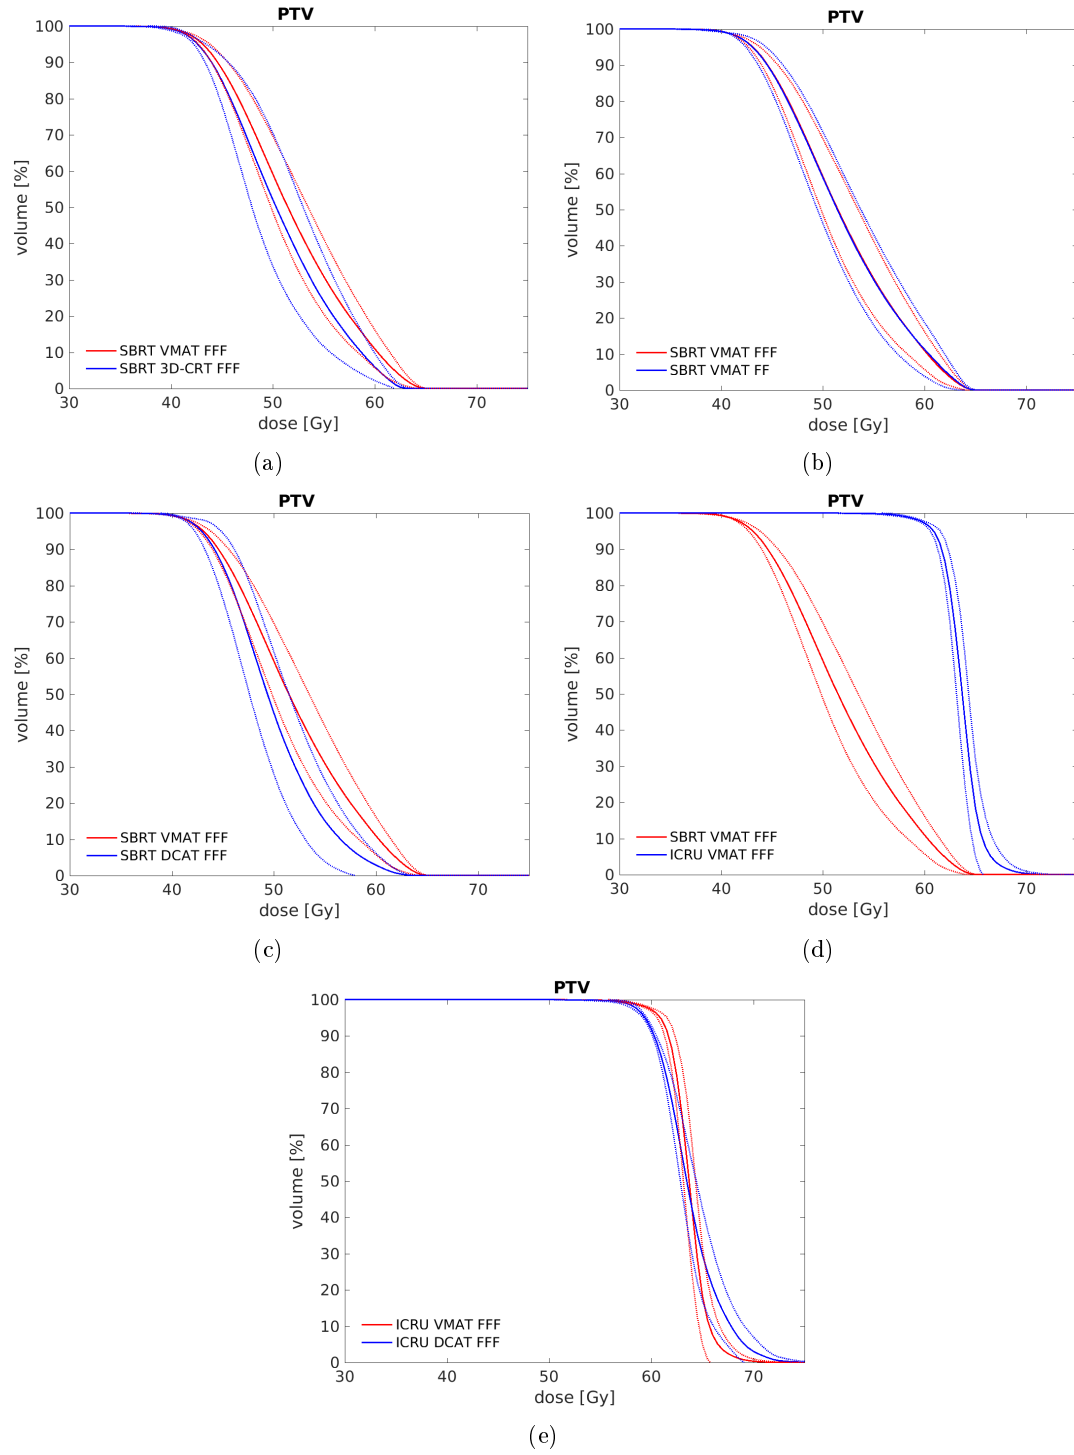 PTV
volume [%]
100
90
80
70
60
50
40
30
20
10
0
SBRT VMAT FFF
SBRT 3D-CRT FFF
30 40 50 60 70
dose [Gy]
(a)
PTV
volume [%]
100
90
80
70
60
50
40
30
20
10
0
SBRT VMAT FFF
SBRT VMAT FF
30 40 50 60 70
dose [Gy]
(b)
PTV
volume [%]
100
90
80
70
60
50
40
30
20
10
0
SBRT VMAT FFF
SBRT DCAT FFF
30 40 50 60 70
dose [Gy]
(c)
PTV
volume [%]
100
90
80
70
60
50
40
30
20
10
0
SBRT VMAT FFF
ICRU VMAT FFF
30 40 50 60 70
dose [Gy]
(d)
PTV
volume [%]
100
90
80
70
60
50
40
30
20
10
0
ICRU VMAT FFF
ICRU DCAT FFF
30 40 50 60 70
dose [Gy]
(e)